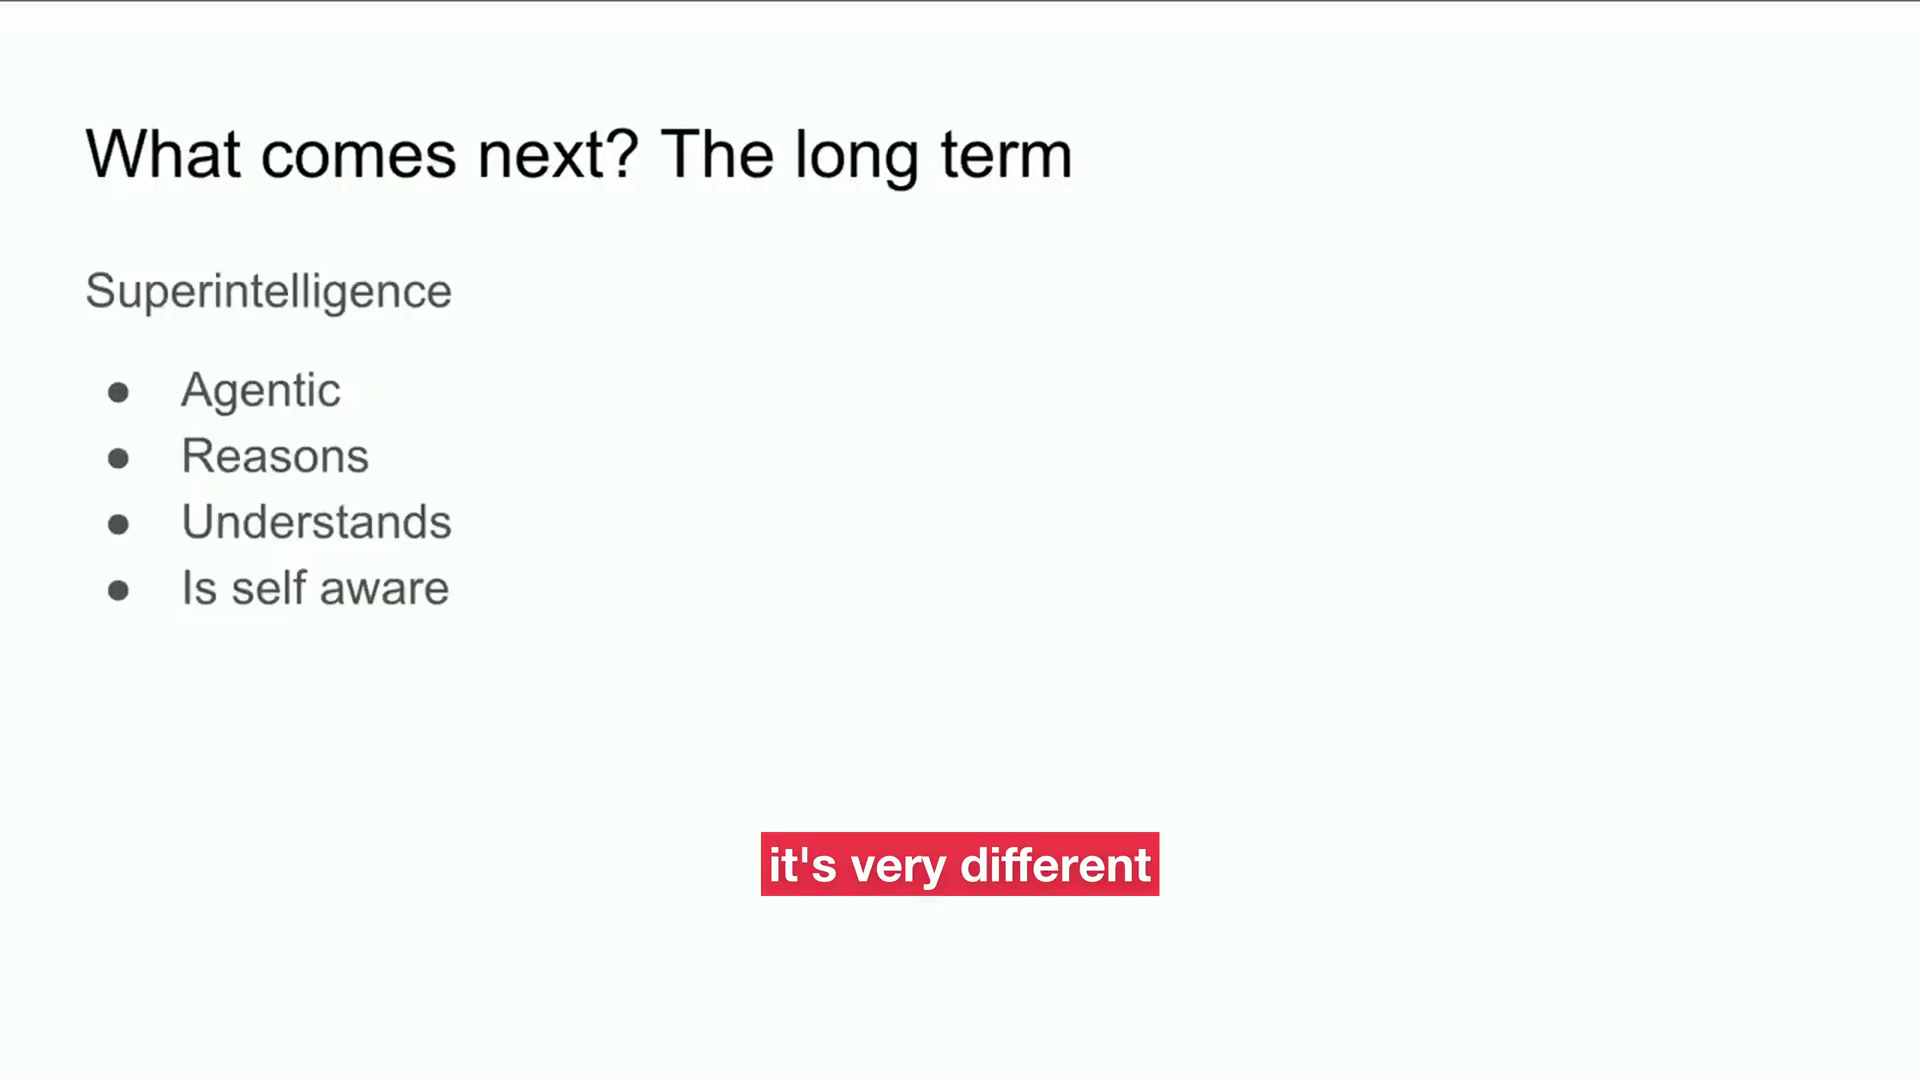 What comes next? The long term
Superintelligence
● Agentic
● Reasons
● Understands
● Is self aware
it's very different